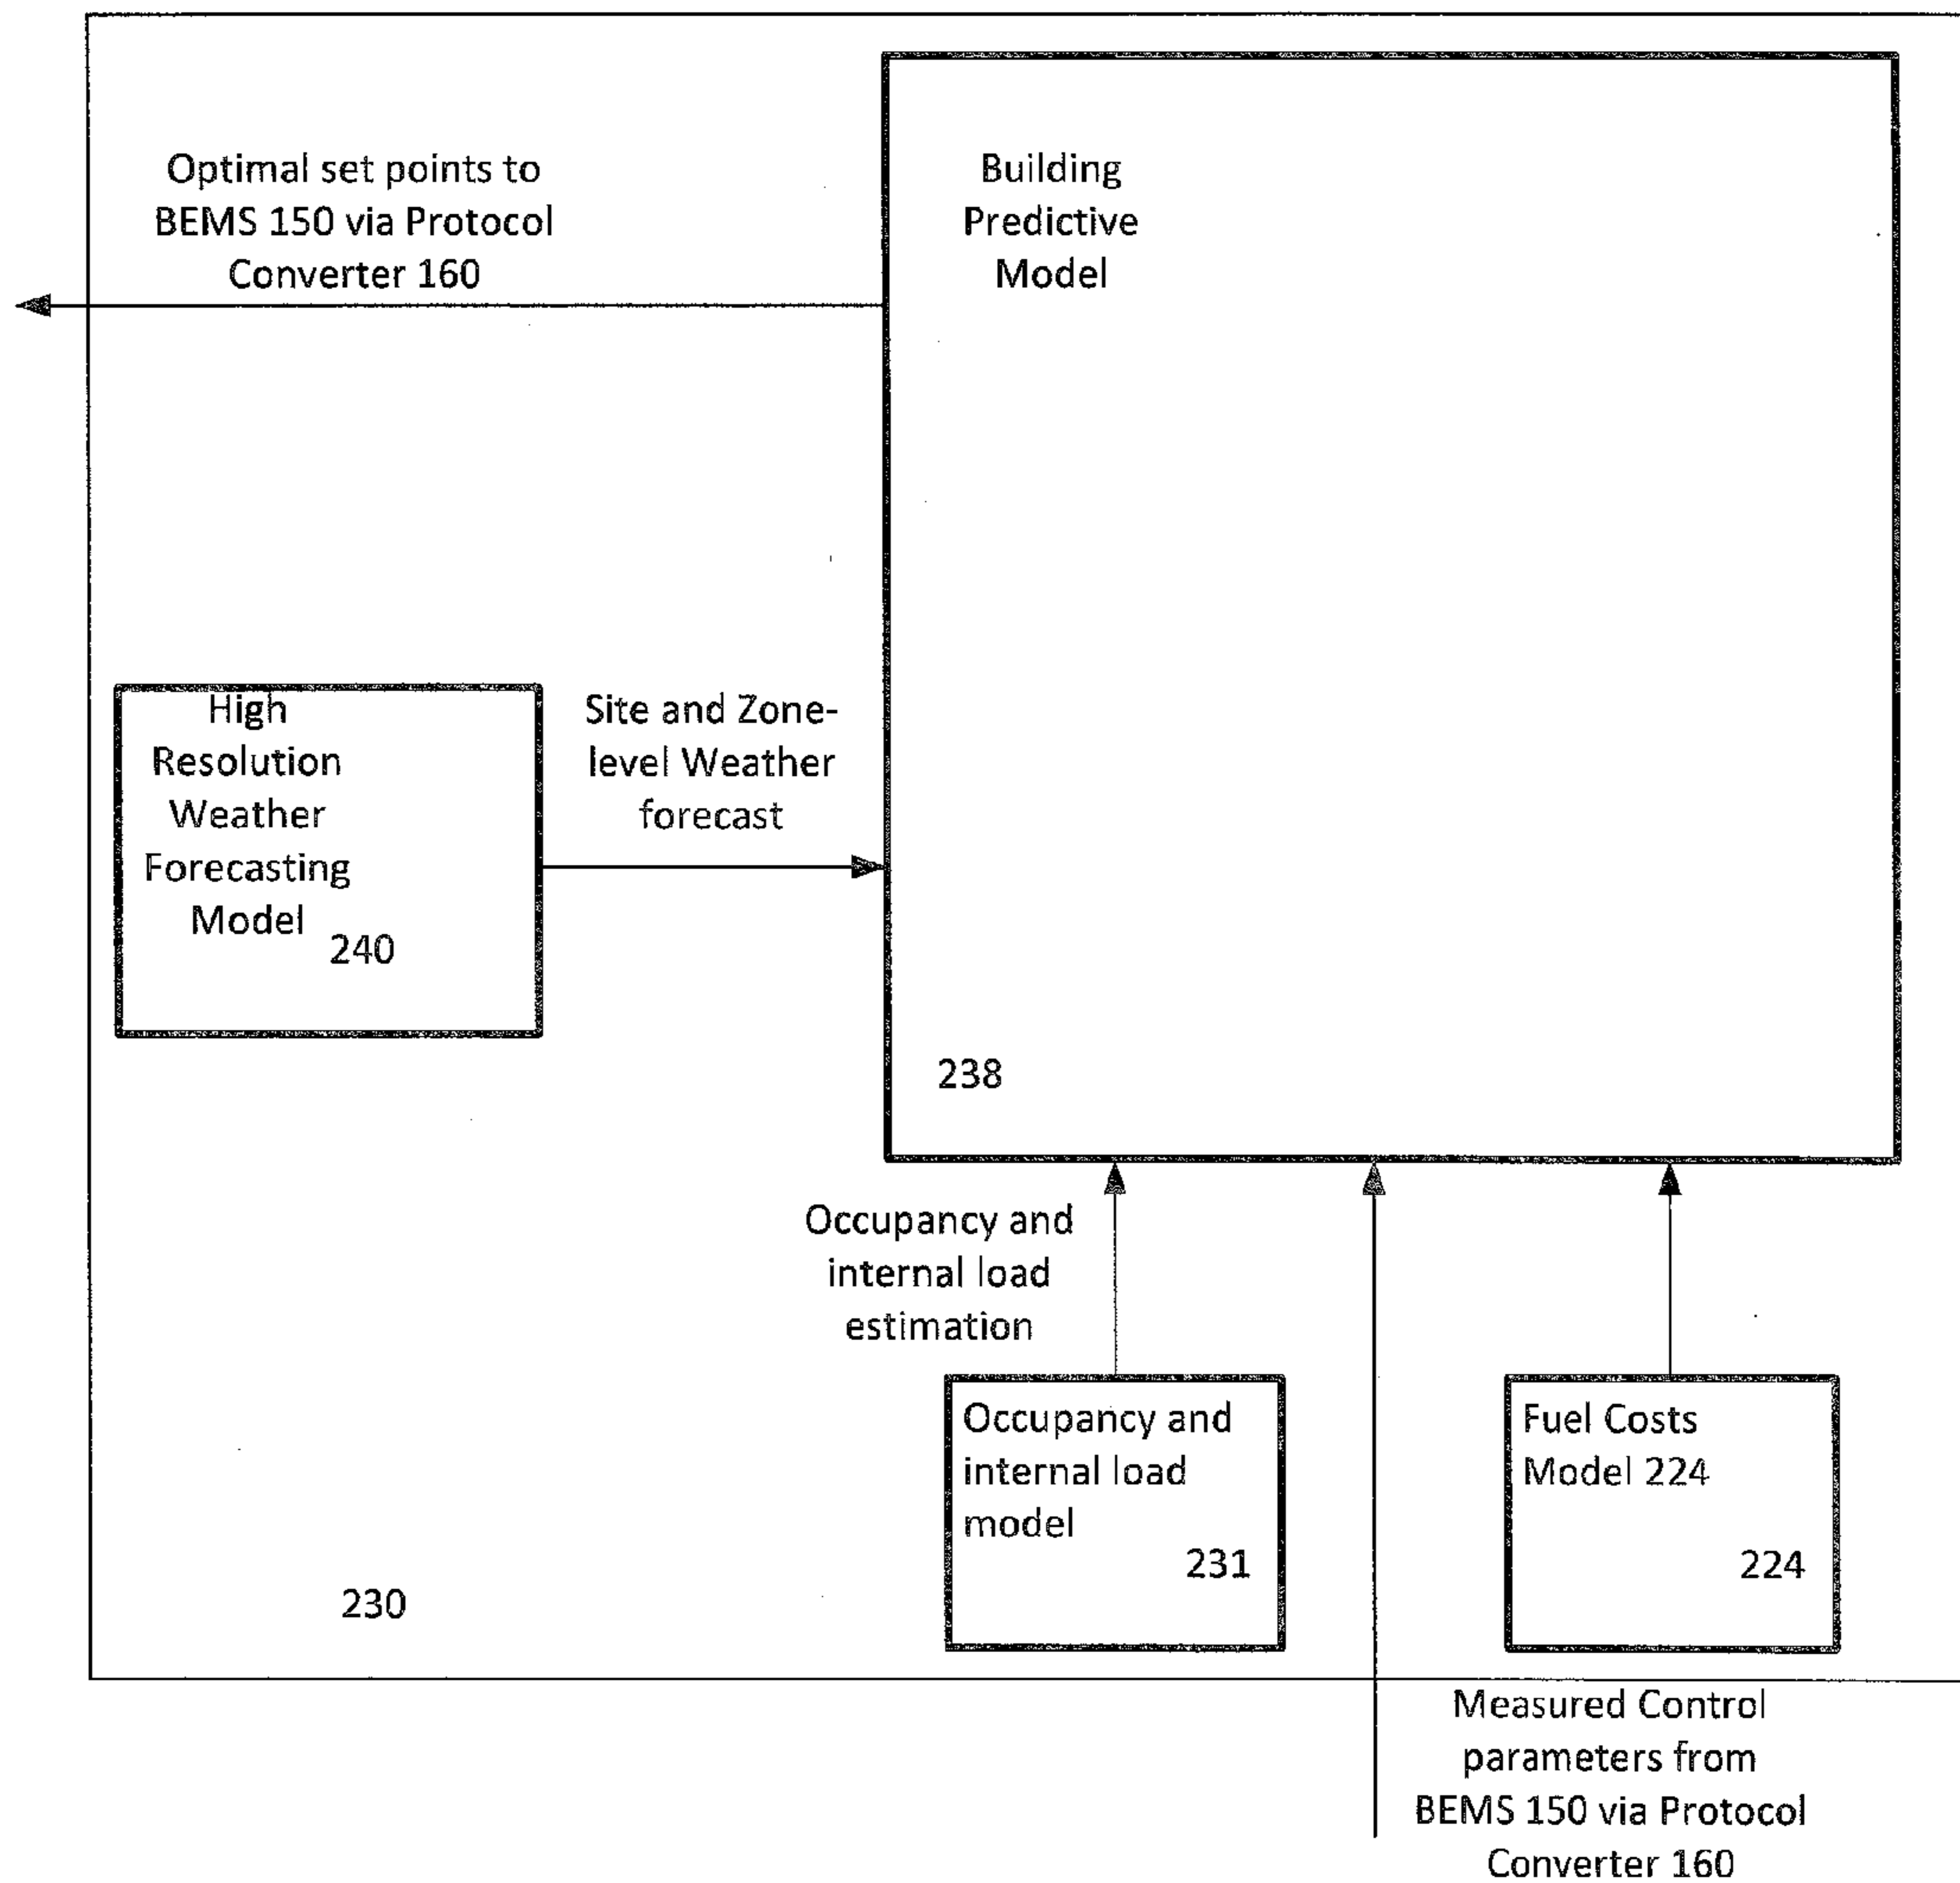 Optimal set points to
BEMS 150 via Protocol
Converter 160
Building
Predictive
Model
High
Resolution
Weather
Forecasting
Model
240
Site and Zone-
level Weather
forecast
238
Occupancy and
internal load
estimation
Occupancy and
internal load
model
231
Fuel Costs
Model 224
224
230
Measured Control
parameters from
BEMS 150 via Protocol
Converter 160